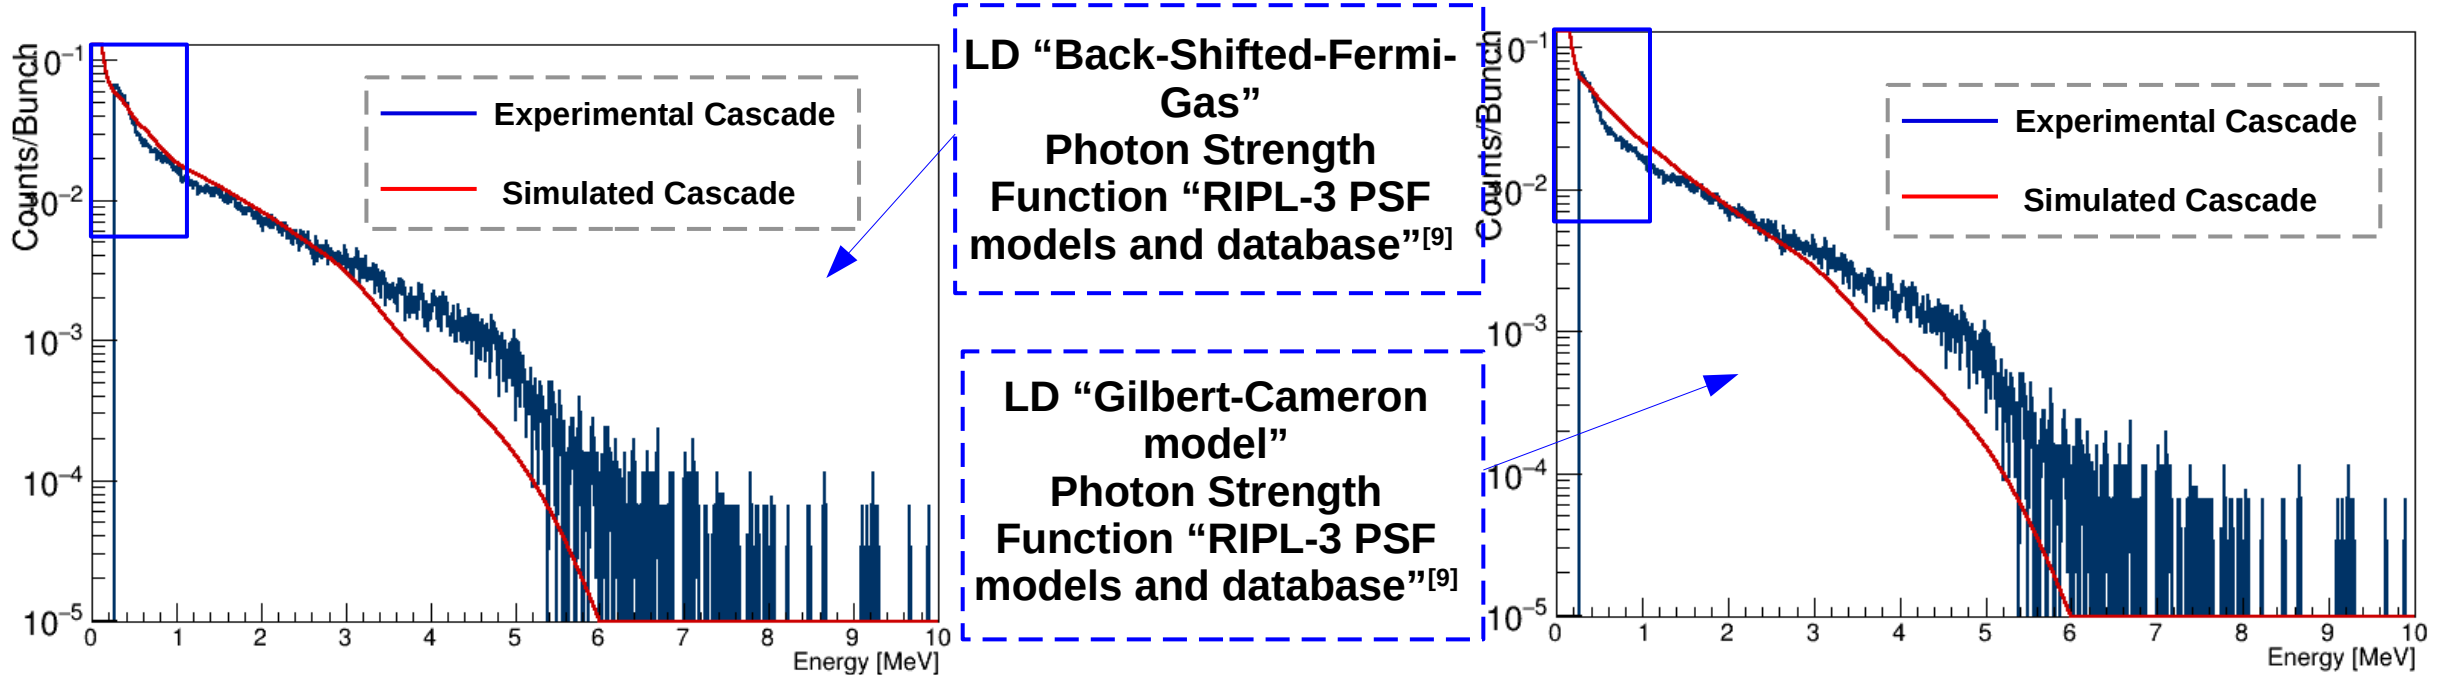 Counts/Bunch
10⁻¹
10⁻²
10⁻³
10⁻⁴
10⁻⁵
0 1 2 3 4 5 6 7 8 9 10
Energy [MeV]
Experimental Cascade
Simulated Cascade
LD “Back-Shifted-Fermi-
Gas”
Photon Strength
Function “RIPL-3 PSF
models and database”[9]
LD “Gilbert-Cameron
model”
Photon Strength
Function “RIPL-3 PSF
models and database”[9]
Counts/Bunch
10⁻¹
10⁻²
10⁻³
10⁻⁴
10⁻⁵
0 1 2 3 4 5 6 7 8 9 10
Energy [MeV]
Experimental Cascade
Simulated Cascade